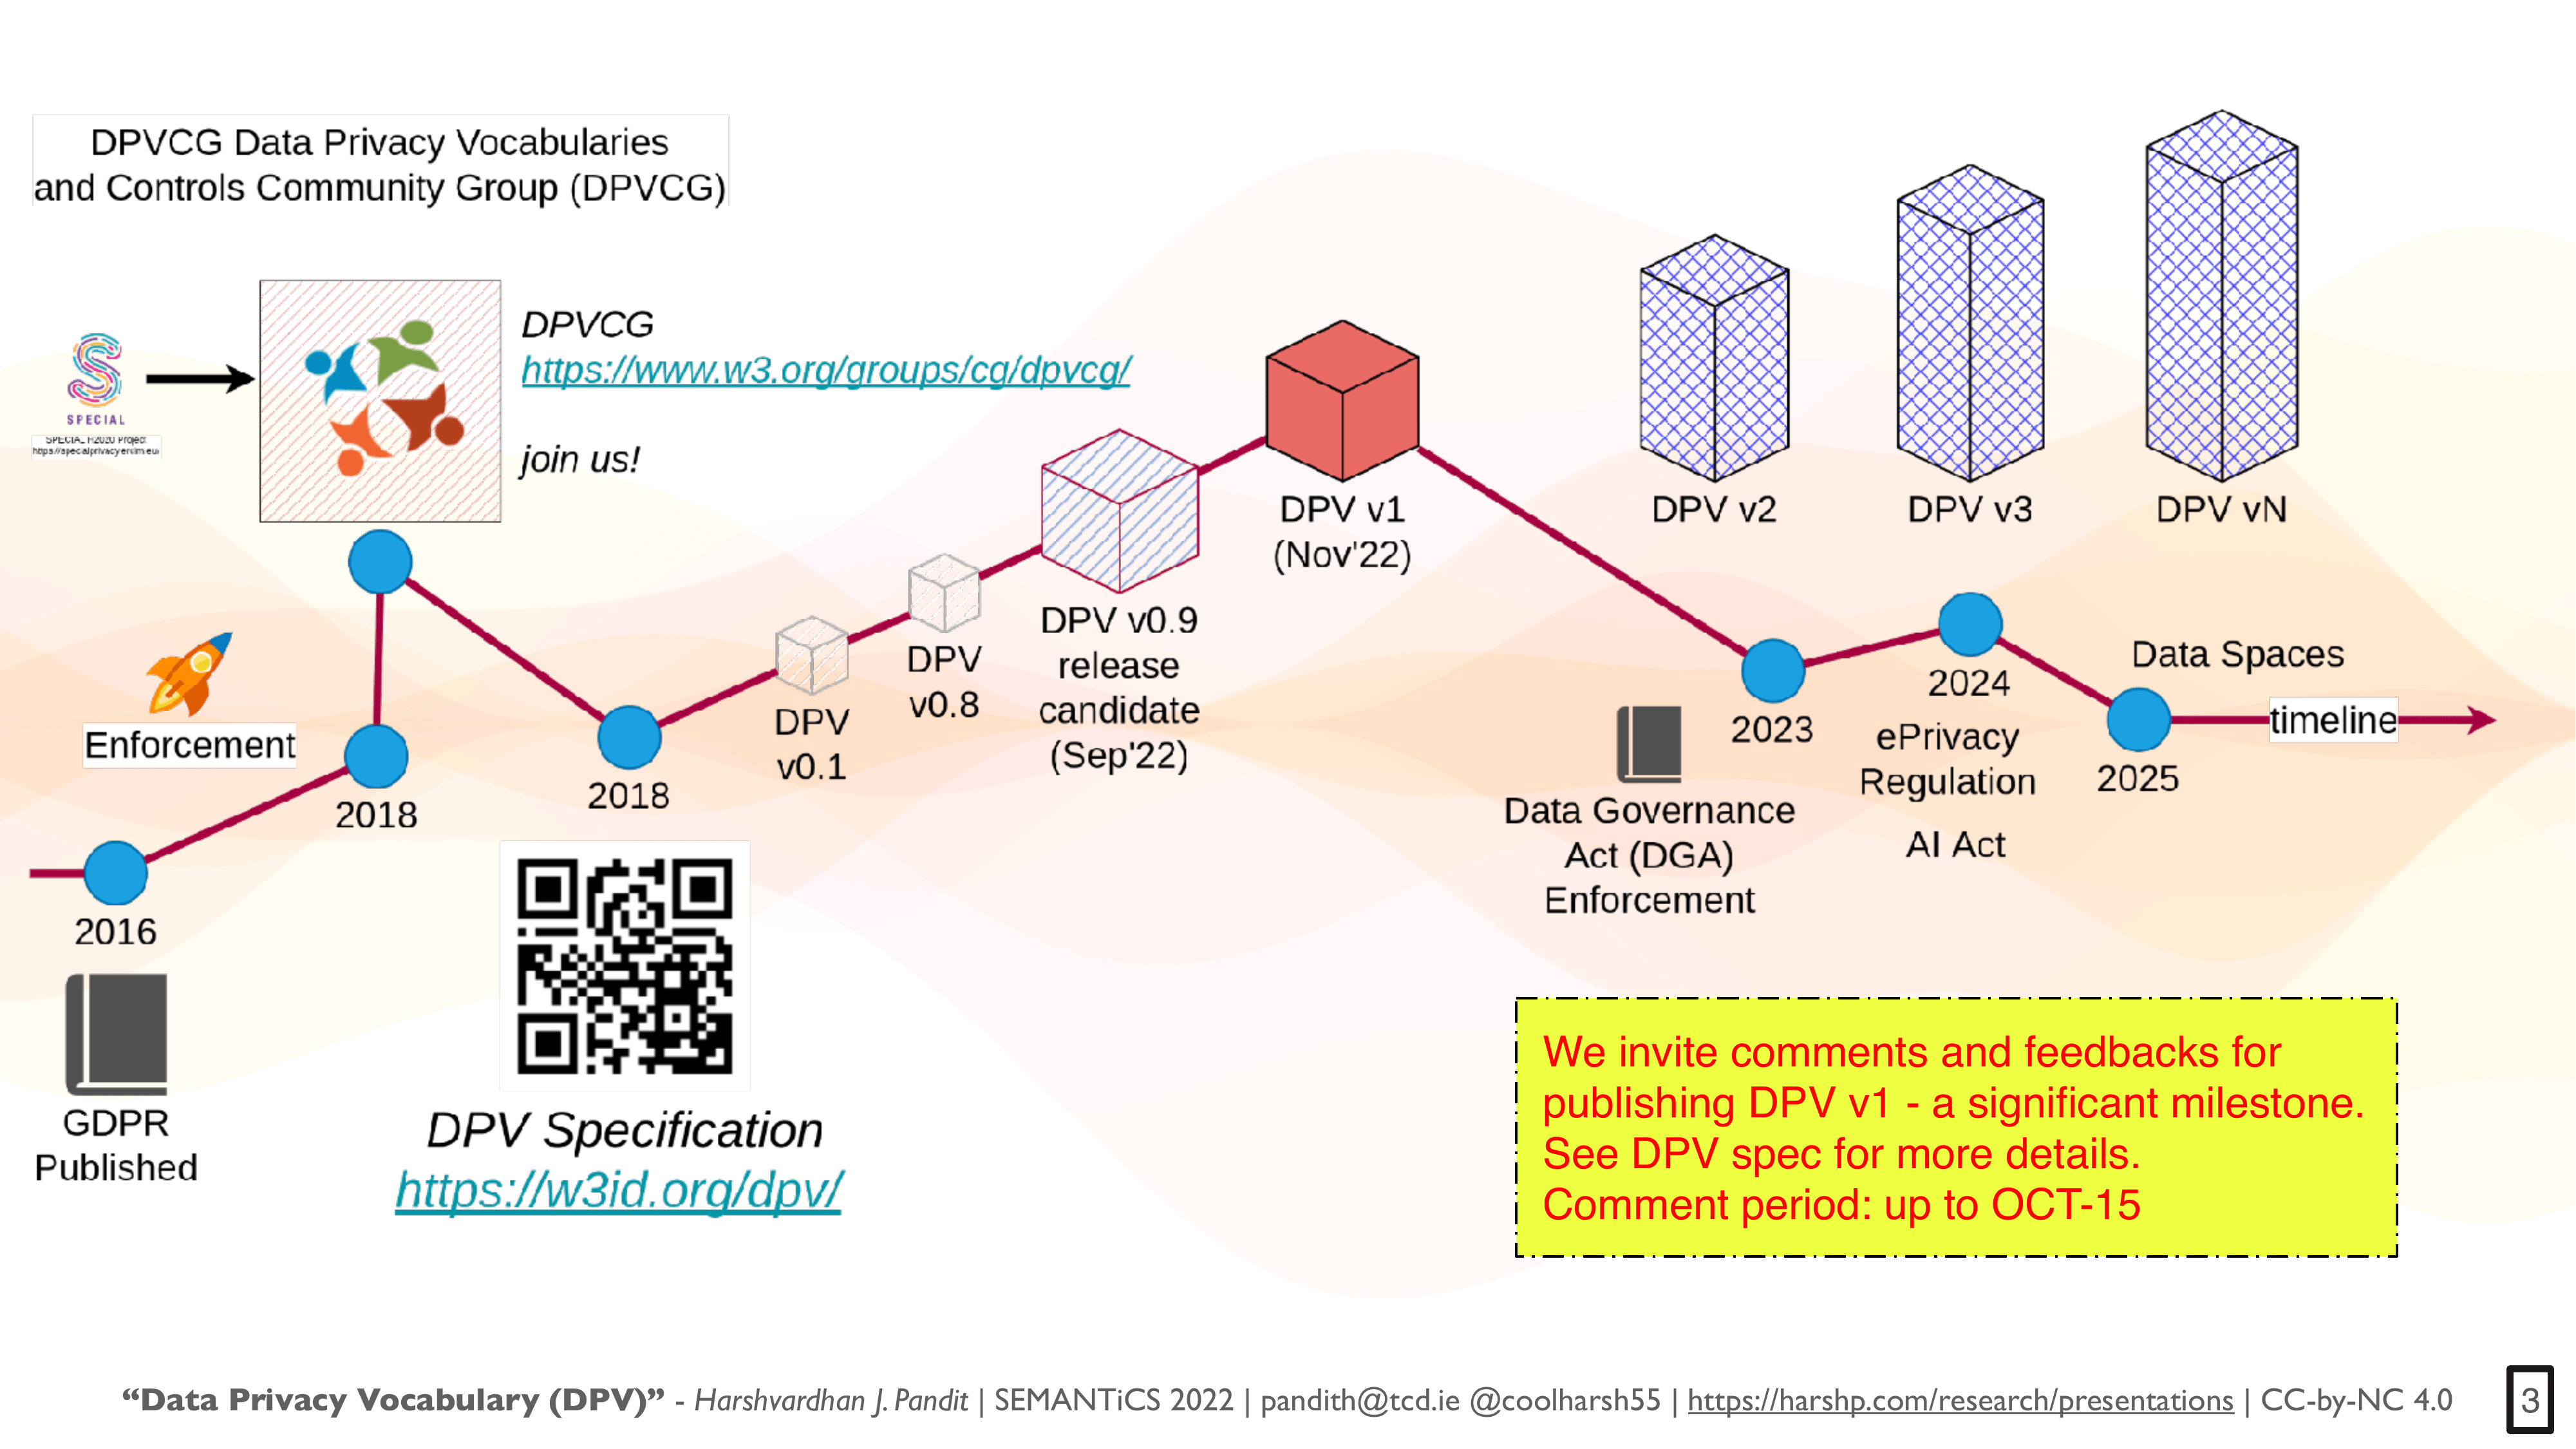 DPVCG Data Privacy Vocabularies
and Controls Community Group (DPVCG)
SPECIAL
SPECIAL H2020 Project
https://specialprivacy.ercim.eu/
DPVCG
https://www.w3.org/groups/cg/dpvcg/
join us!
Enforcement
2016
GDPR
Published
2018
2018
DPV Specification
https://w3id.org/dpv/
DPV
v0.1
DPV
v0.8
DPV v0.9
release
candidate
(Sep'22)
DPV v1
(Nov'22)
DPV v2
DPV v3
DPV vN
2023
Data Governance
Act (DGA)
Enforcement
2024
ePrivacy
Regulation
AI Act
2025
Data Spaces
timeline
We invite comments and feedbacks for
publishing DPV v1 - a significant milestone.
See DPV spec for more details.
Comment period: up to OCT-15
“Data Privacy Vocabulary (DPV)” - Harshvardhan J. Pandit | SEMANTiCS 2022 | pandith@tcd.ie @coolharsh55 | https://harshp.com/research/presentations | CC-by-NC 4.0
3